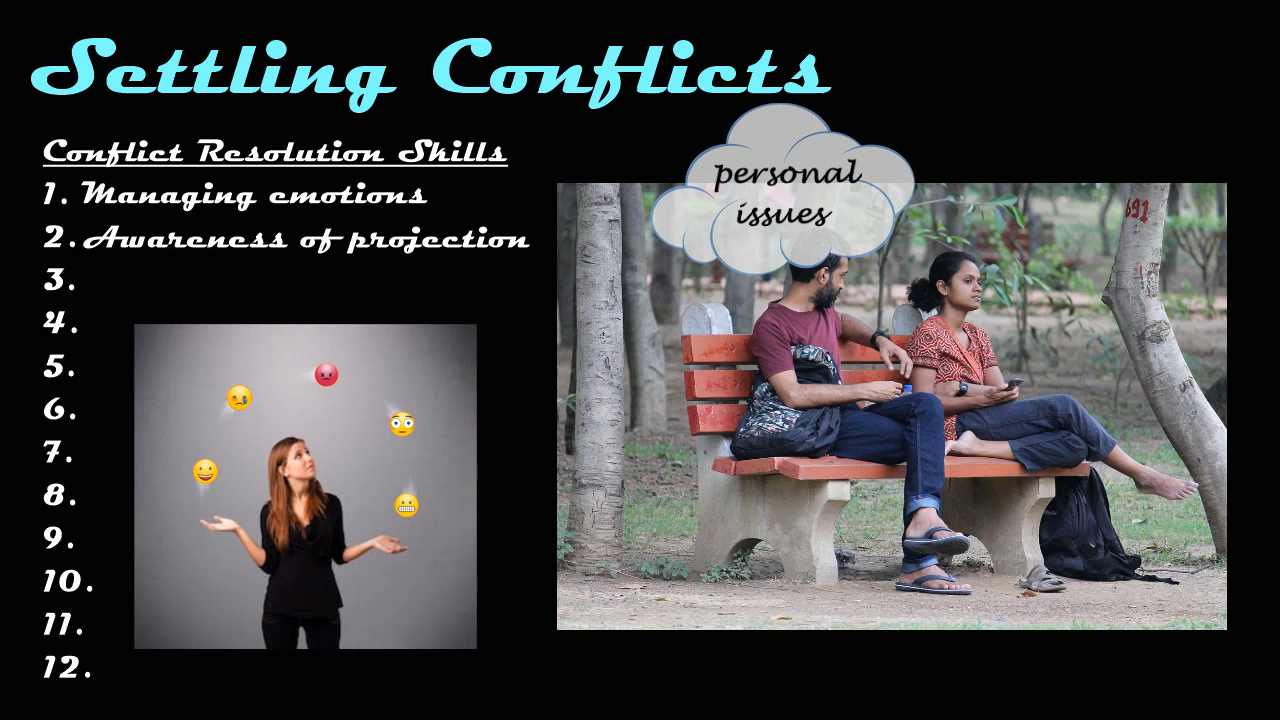 Settling Conflicts
Conflict Resolution Skills
1. Managing emotions
2. Awareness of projection
3.
4.
5.
6.
7.
8.
9.
10.
11.
12.
personal
issues
691